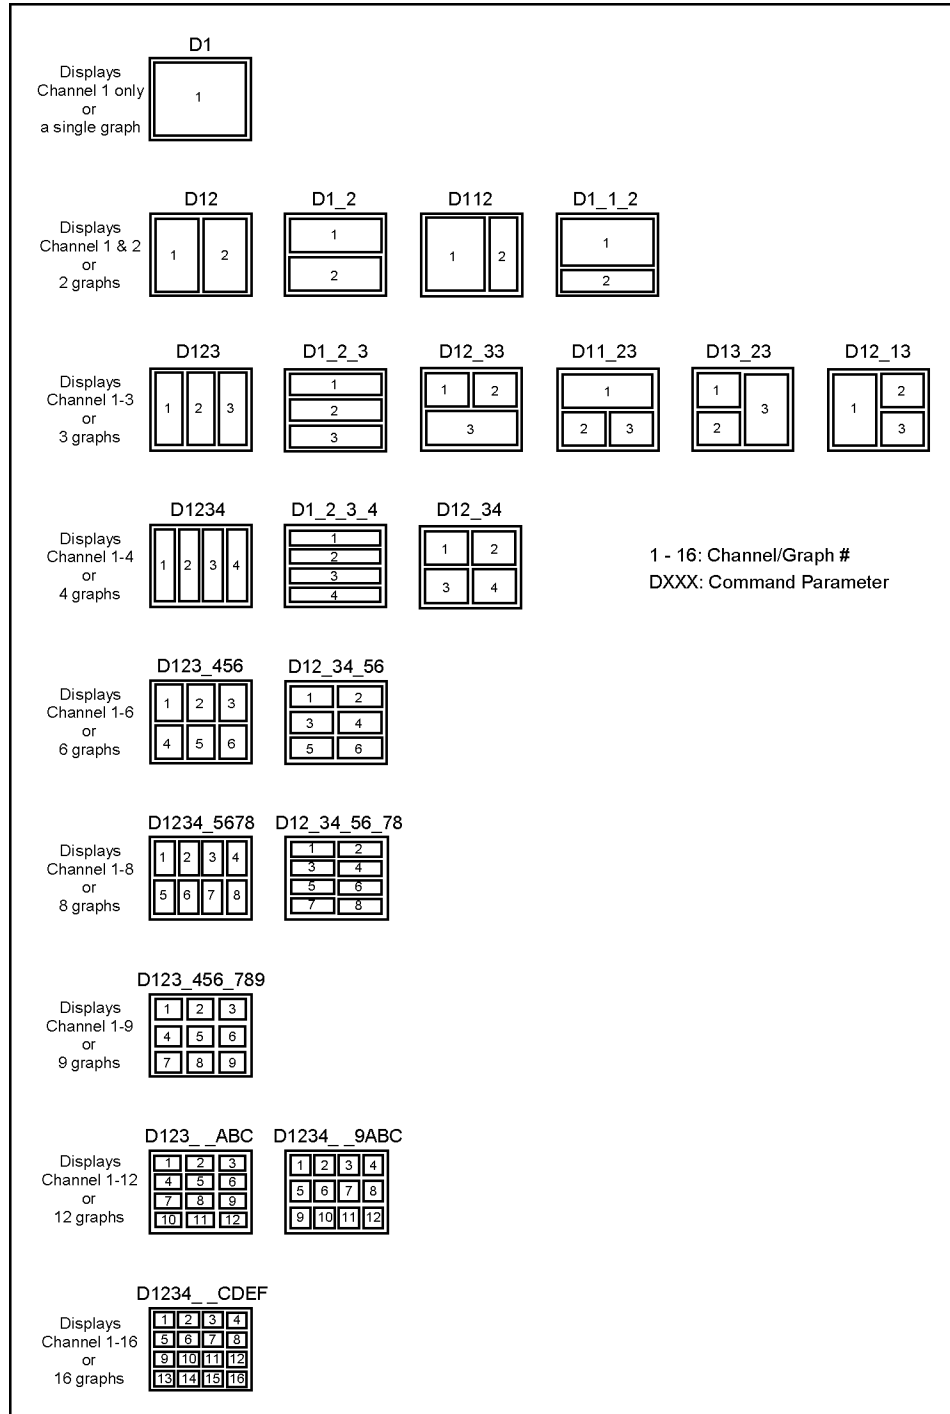 D1
Displays
Channel 1 only
or
a single graph
1
D12 D1_2 D112 D1_1_2
Displays
Channel 1 & 2
or
2 graphs
1 2
1
2
1 2
1
2
D123 D1_2_3 D12_33 D11_23 D13_23 D12_13
Displays
Channel 1-3
or
3 graphs
1 2 3
1
2
3
1 2
3
1
2 3
1
2
3
1
2
3
D1234 D1_2_3_4 D12_34
Displays
Channel 1-4
or
4 graphs
1 2 3 4
1
2
3
4
1 2
3 4
1 - 16: Channel/Graph #
DXXX: Command Parameter
D123_456 D12_34_56
Displays
Channel 1-6
or
6 graphs
1 2 3
4 5 6
1 2
3 4
5 6
D1234_5678 D12_34_56_78
Displays
Channel 1-8
or
8 graphs
1 2 3 4
5 6 7 8
1 2
3 4
5 6
7 8
D123_456_789
Displays
Channel 1-9
or
9 graphs
1 2 3
4 5 6
7 8 9
D123_ _ABC D1234_ _9ABC
Displays
Channel 1-12
or
12 graphs
1 2 3
4 5 6
7 8 9
10 11 12
1 2 3 4
5 6 7 8
9 10 11 12
D1234_ _CDEF
Displays
Channel 1-16
or
16 graphs
1 2 3 4
5 6 7 8
9 10 11 12
13 14 15 16